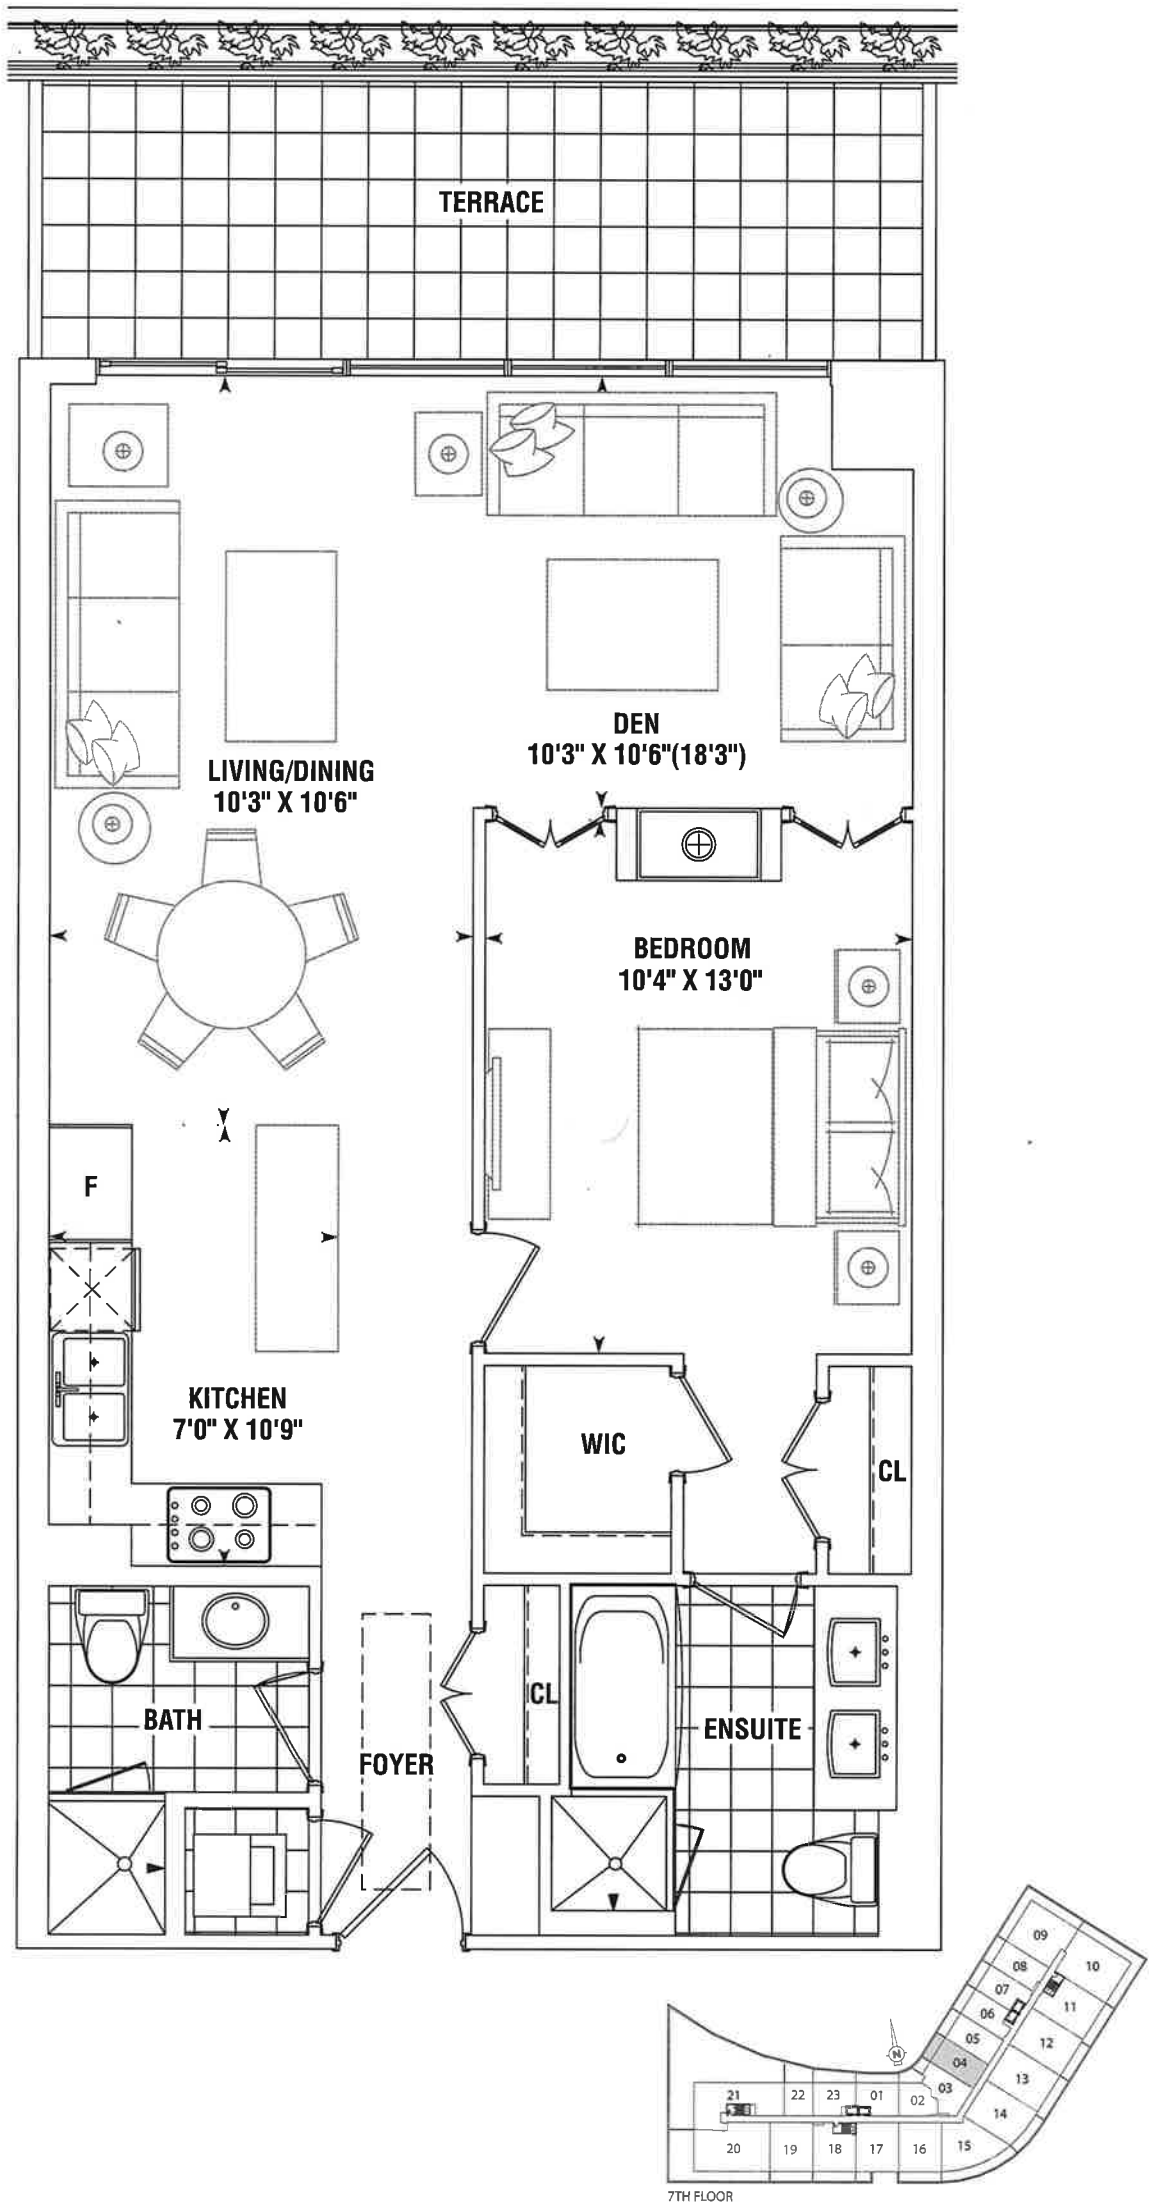 TERRACE
DEN
10'3" X 10'6"(18'3")
LIVING/DINING
10'3" X 10'6"
BEDROOM
10'4" X 13'0"
F
KITCHEN
7'0" X 10'9"
WIC
CL
CL
BATH
ENSUITE
FOYER
09
08
10
07
11
06
05
12
04
13
03
N
21
22
23
01
02
14
20
19
18
17
16
15
7TH FLOOR